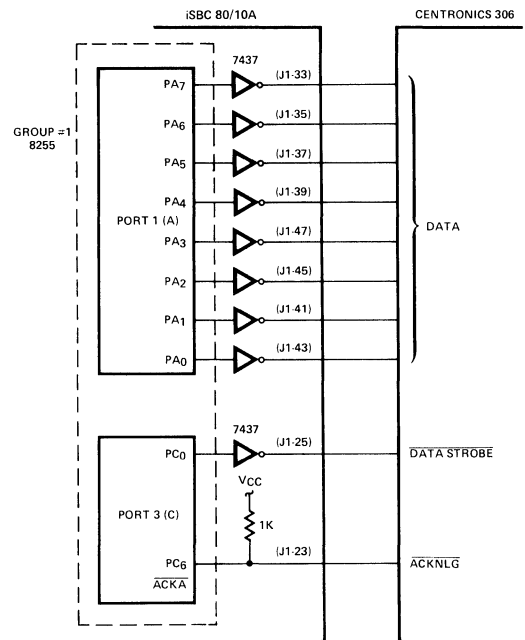 iSBC 80/10A
CENTRONICS 306
7437
PA7
(J1-33)
PA6
(J1-35)
GROUP =1
8255
PA5
(J1-37)
PA4
(J1-39)
PORT 1 (A)
DATA
PA3
(J1-47)
PA2
(J1-45)
PA1
(J1-41)
PA0
(J1-43)
7437
PC0
(J1-25)
DATA STROBE
VCC
PORT 3 (C)
1K
PC6
(J1-23)
ACKNLG
ACKA